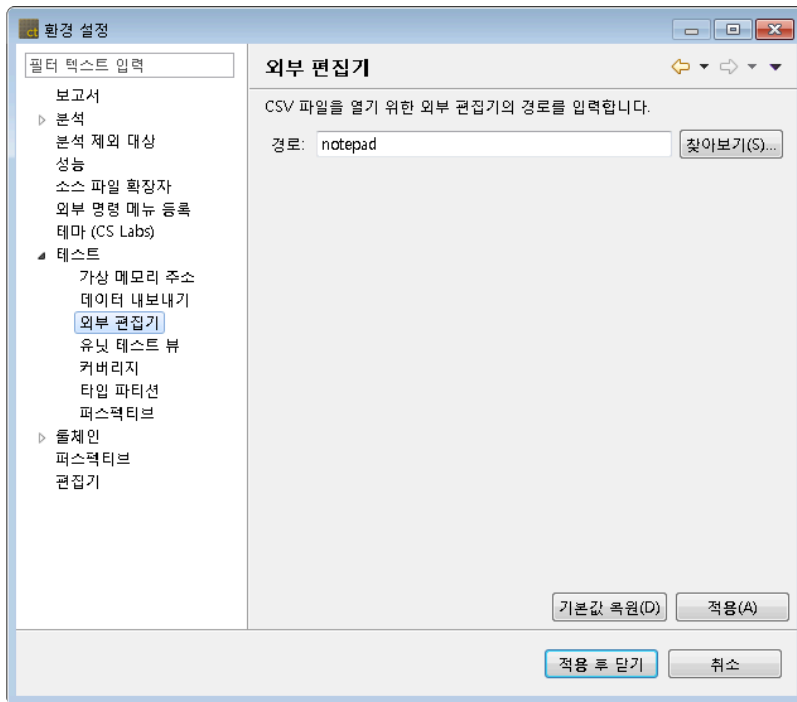 ct 환경 설정
필터 텍스트 입력
보고서
분석
분석 제외 대상
성능
소스 파일 확장자
외부 명령 메뉴 등록
테마 (CS Labs)
테스트
가상 메모리 주소
데이터 내보내기
외부 편집기
유닛 테스트 뷰
커버리지
타입 파티션
퍼스펙티브
툴체인
퍼스펙티브
편집기
외부 편집기
CSV 파일을 열기 위한 외부 편집기의 경로를 입력합니다.
경로: notepad 찾아보기(S)...
기본값 복원(D) 적용(A)
적용 후 닫기 취소